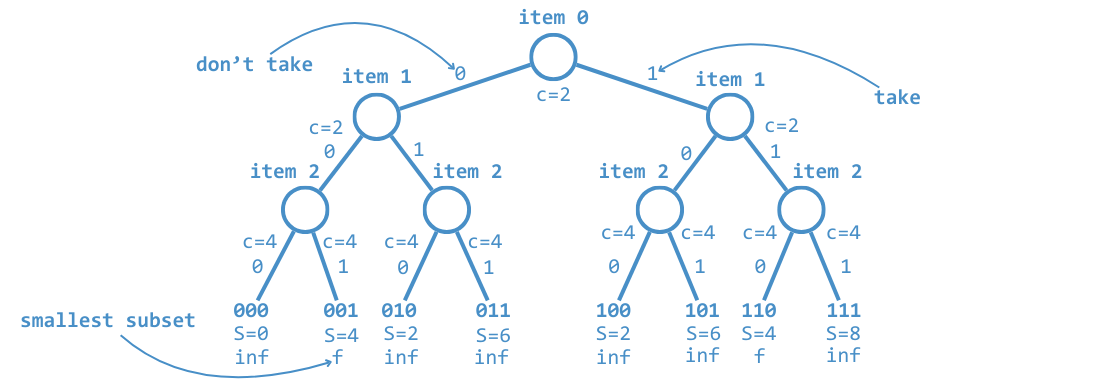 item 0
don't take
item 1
0
1
item 1
c=2
take
c=2
0
1
c=2
0
1
item 2
item 2
item 2
item 2
c=4
c=4
c=4
c=4
c=4
c=4
c=4
c=4
0
1
0
1
0
1
0
1
000
001
010
011
100
101
110
111
smallest subset
S=0
S=4
S=2
S=6
S=2
S=6
S=4
S=8
inf
f
inf
inf
inf
inf
f
inf